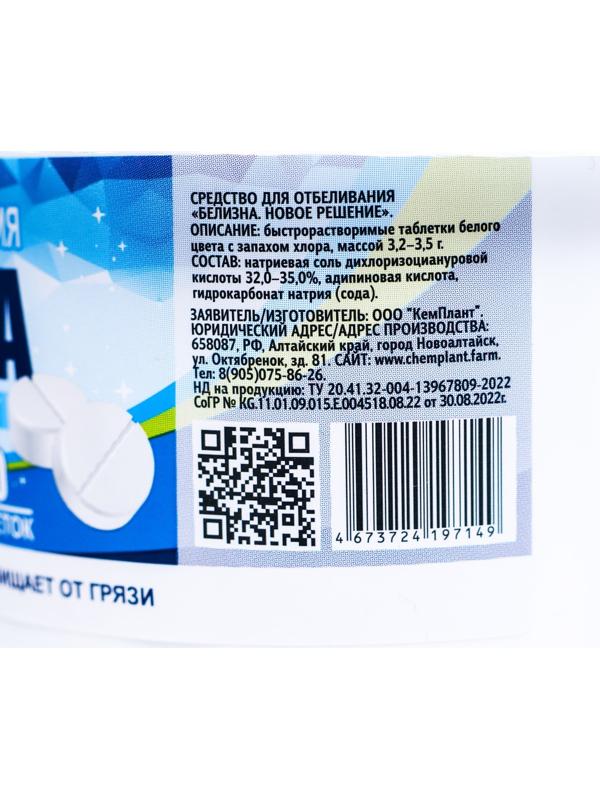 СРЕДСТВО ДЛЯ ОТБЕЛИВАНИЯ
«БЕЛИЗНА. НОВОЕ РЕШЕНИЕ».
ОПИСАНИЕ: быстрорастворимые таблетки белого
цвета с запахом хлора, массой 3,2–3,5 г.
СОСТАВ: натриевая соль дихлоризоциануровой
кислоты 32,0–35,0%, адипиновая кислота,
гидрокарбонат натрия (сода).
ЗАЯВИТЕЛЬ/ИЗГОТОВИТЕЛЬ: ООО "КемПлант".
ЮРИДИЧЕСКИЙ АДРЕС/АДРЕС ПРОИЗВОДСТВА:
658087, РФ, Алтайский край, город Новоалтайск,
ул. Октябренок, зд. 81. САЙТ: www.chemplant.farm.
Тел: 8(905)075-86-26.
НД на продукцию: ТУ 20.41.32-004-13967809-2022
СоГР № KG.11.01.09.015.E.004518.08.22 от 30.08.2022г.
4 673724 197149
ОТ ГРЯЗИ